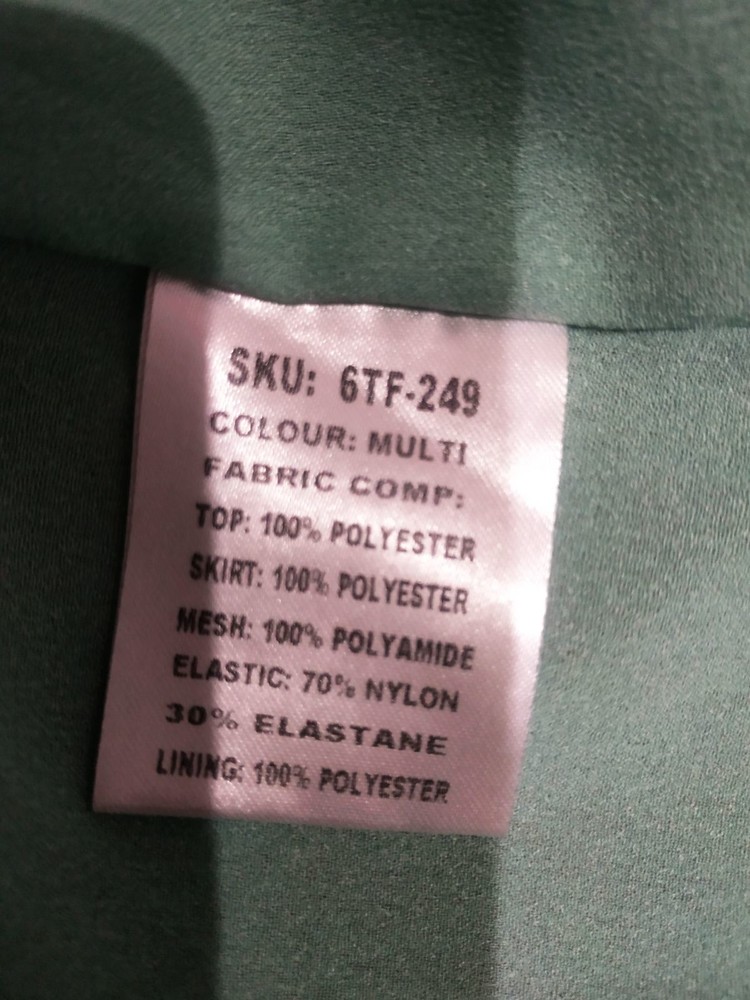 SKU: 6TF-249
COLOUR: MULTI
FABRIC COMP:
TOP: 100% POLYESTER
SKIRT: 100% POLYESTER
MESH: 100% POLYAMIDE
ELASTIC: 70% NYLON
30% ELASTANE
LINING: 100% POLYESTER